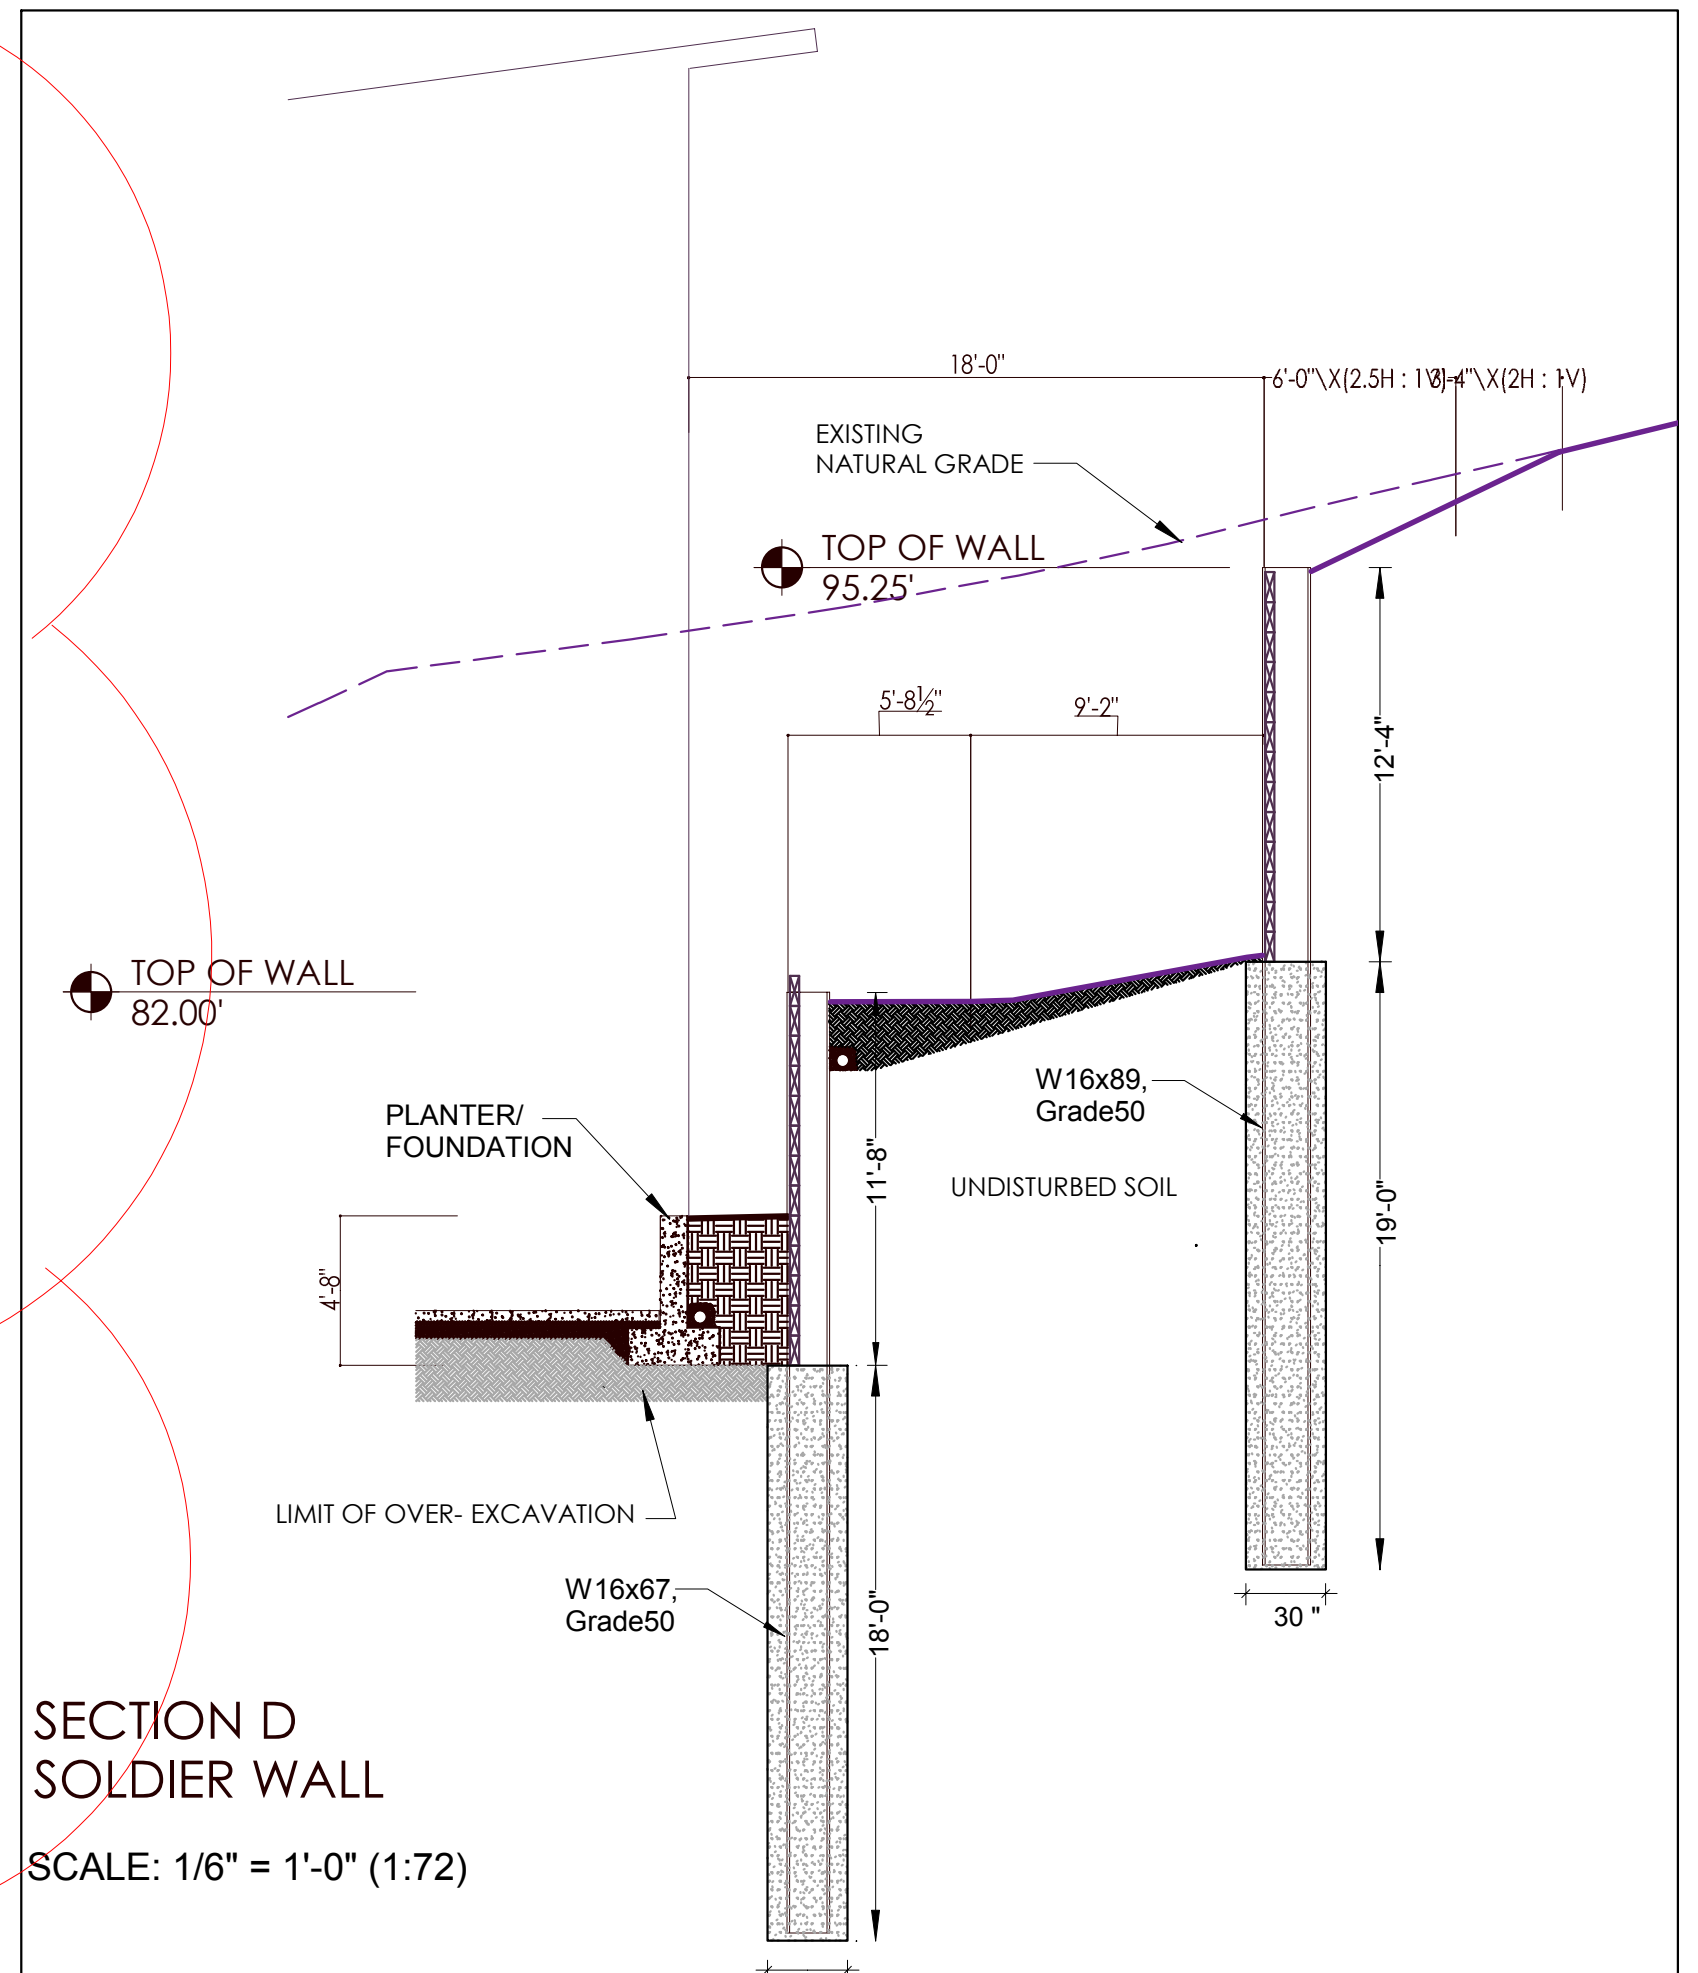 18'-0"
6'-0"\X(2.5H : 1V)
3'-4"\X(2H : 1V)
EXISTING
NATURAL GRADE
TOP OF WALL
95.25'
5'-8½"
9'-2"
12'-4"
TOP OF WALL
82.00'
W16x89,
Grade50
PLANTER/
FOUNDATION
11'-8"
UNDISTURBED SOIL
19'-0"
4'-8"
LIMIT OF OVER- EXCAVATION
W16x67,
Grade50
18'-0"
30 "
SECTION D
SOLDIER WALL
SCALE: 1/6" = 1'-0" (1:72)